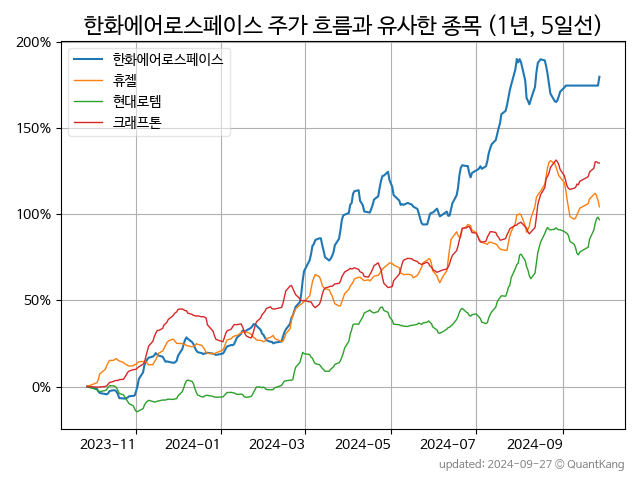 한화에어로스페이스 주가 흐름과 유사한 종목 (1년, 5일선)
200%
150%
100%
50%
0%
한화에어로스페이스
휴젤
현대로템
크래프톤
2023-11 2024-01 2024-03 2024-05 2024-07 2024-09
updated: 2024-09-27 © QuantKang